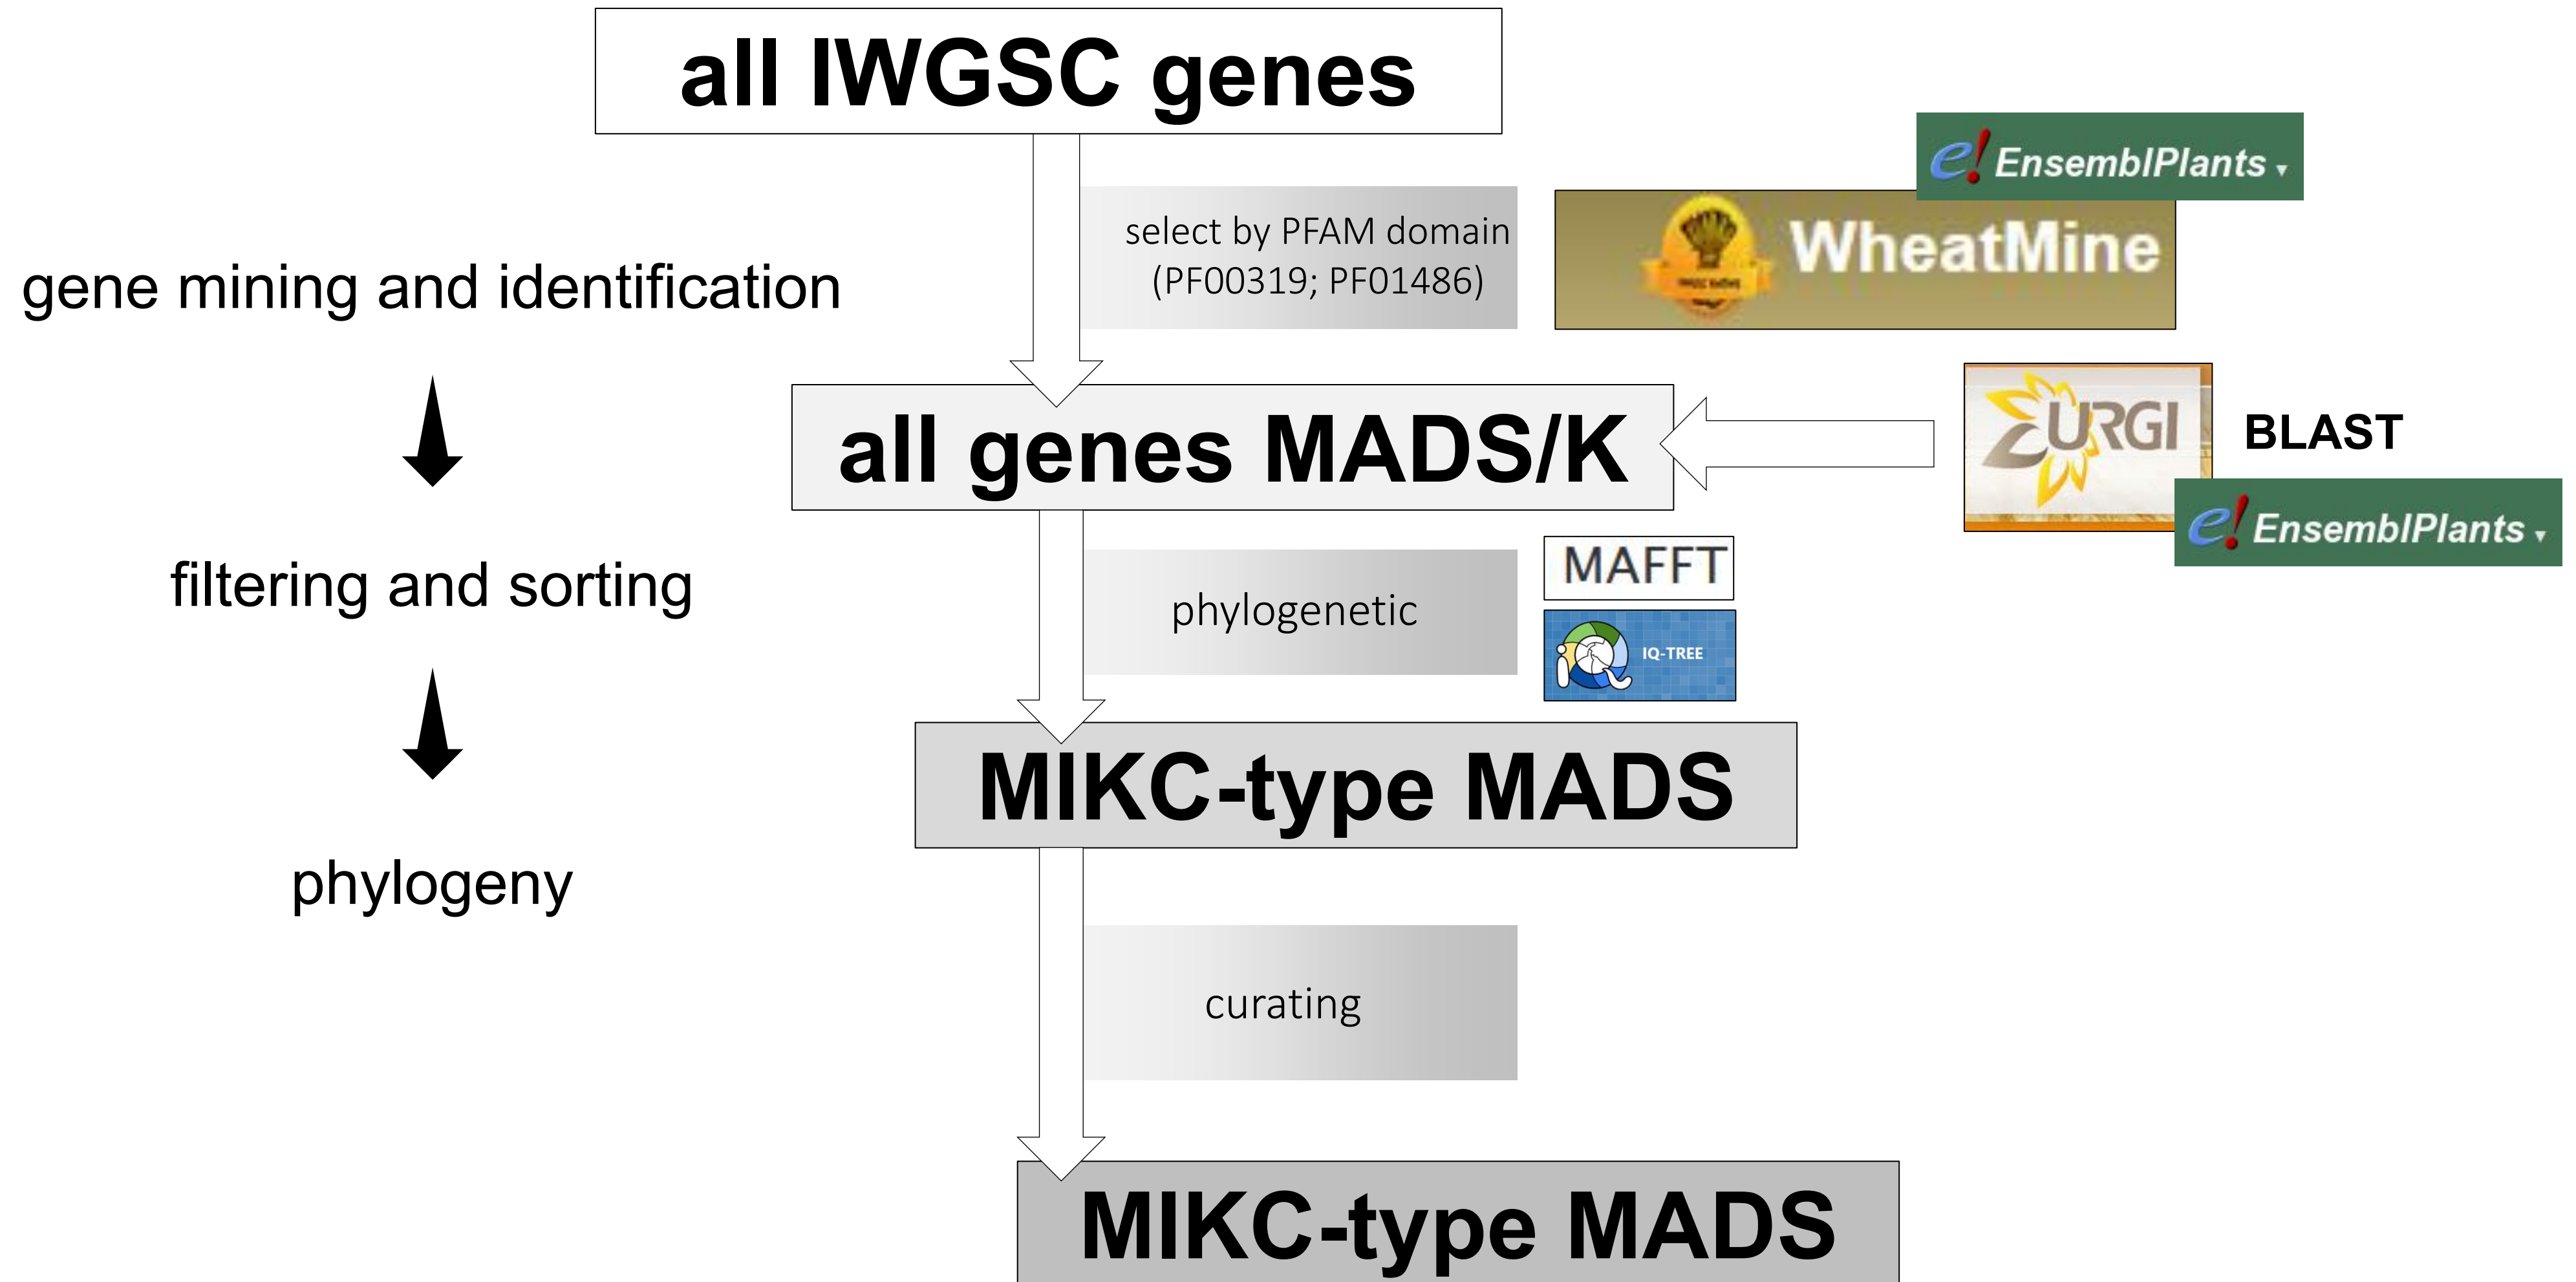 all IWGSC genes
select by PFAM domain
(PF00319; PF01486)
e! EnsemblPlants
WheatMine
gene mining and identification
all genes MADS/K
URGI
BLAST
e! EnsemblPlants
filtering and sorting
phylogenetic
MAFFT
IQ-TREE
MIKC-type MADS
phylogeny
curating
MIKC-type MADS